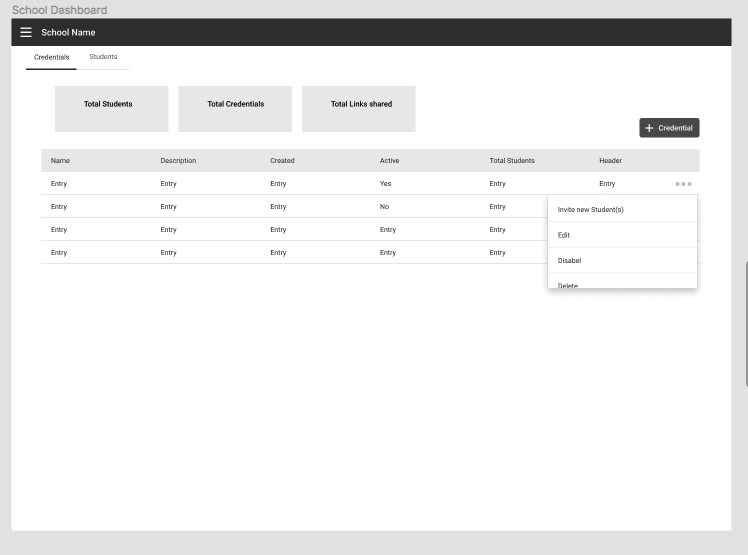 School Dashboard
School Name
Credentials Students
Total Students Total Credentials Total Links shared
+ Credential
Name Description Created Active Total Students Header
Entry Entry Entry Yes Entry Entry
Entry Entry Entry No Entry
Entry Entry Entry Entry Entry
Entry Entry Entry Entry Entry
Invite new Student(s)
Edit
Disabel
Delete